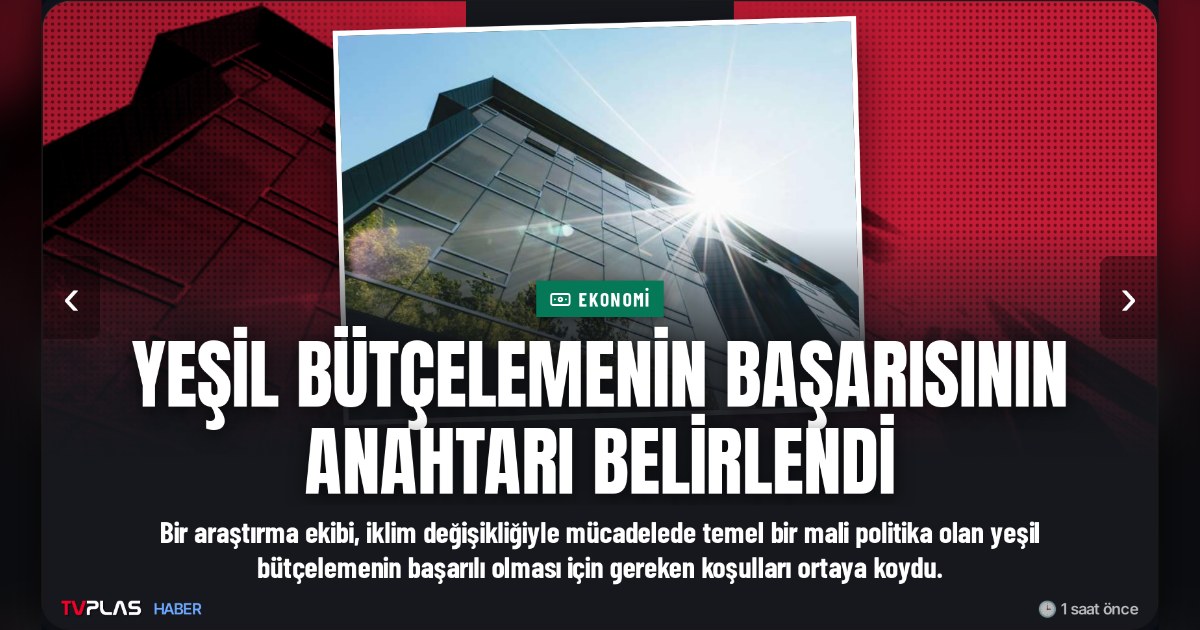 EKONOMİ
YEŞİL BÜTÇELEMENİN BAŞARISININ
ANAHTARI BELİRLENDİ
Bir araştırma ekibi, iklim değişikliğiyle mücadelede temel bir mali politika olan yeşil
bütçelemenin başarılı olması için gereken koşulları ortaya koydu.
TVPLAS HABER
1 saat önce